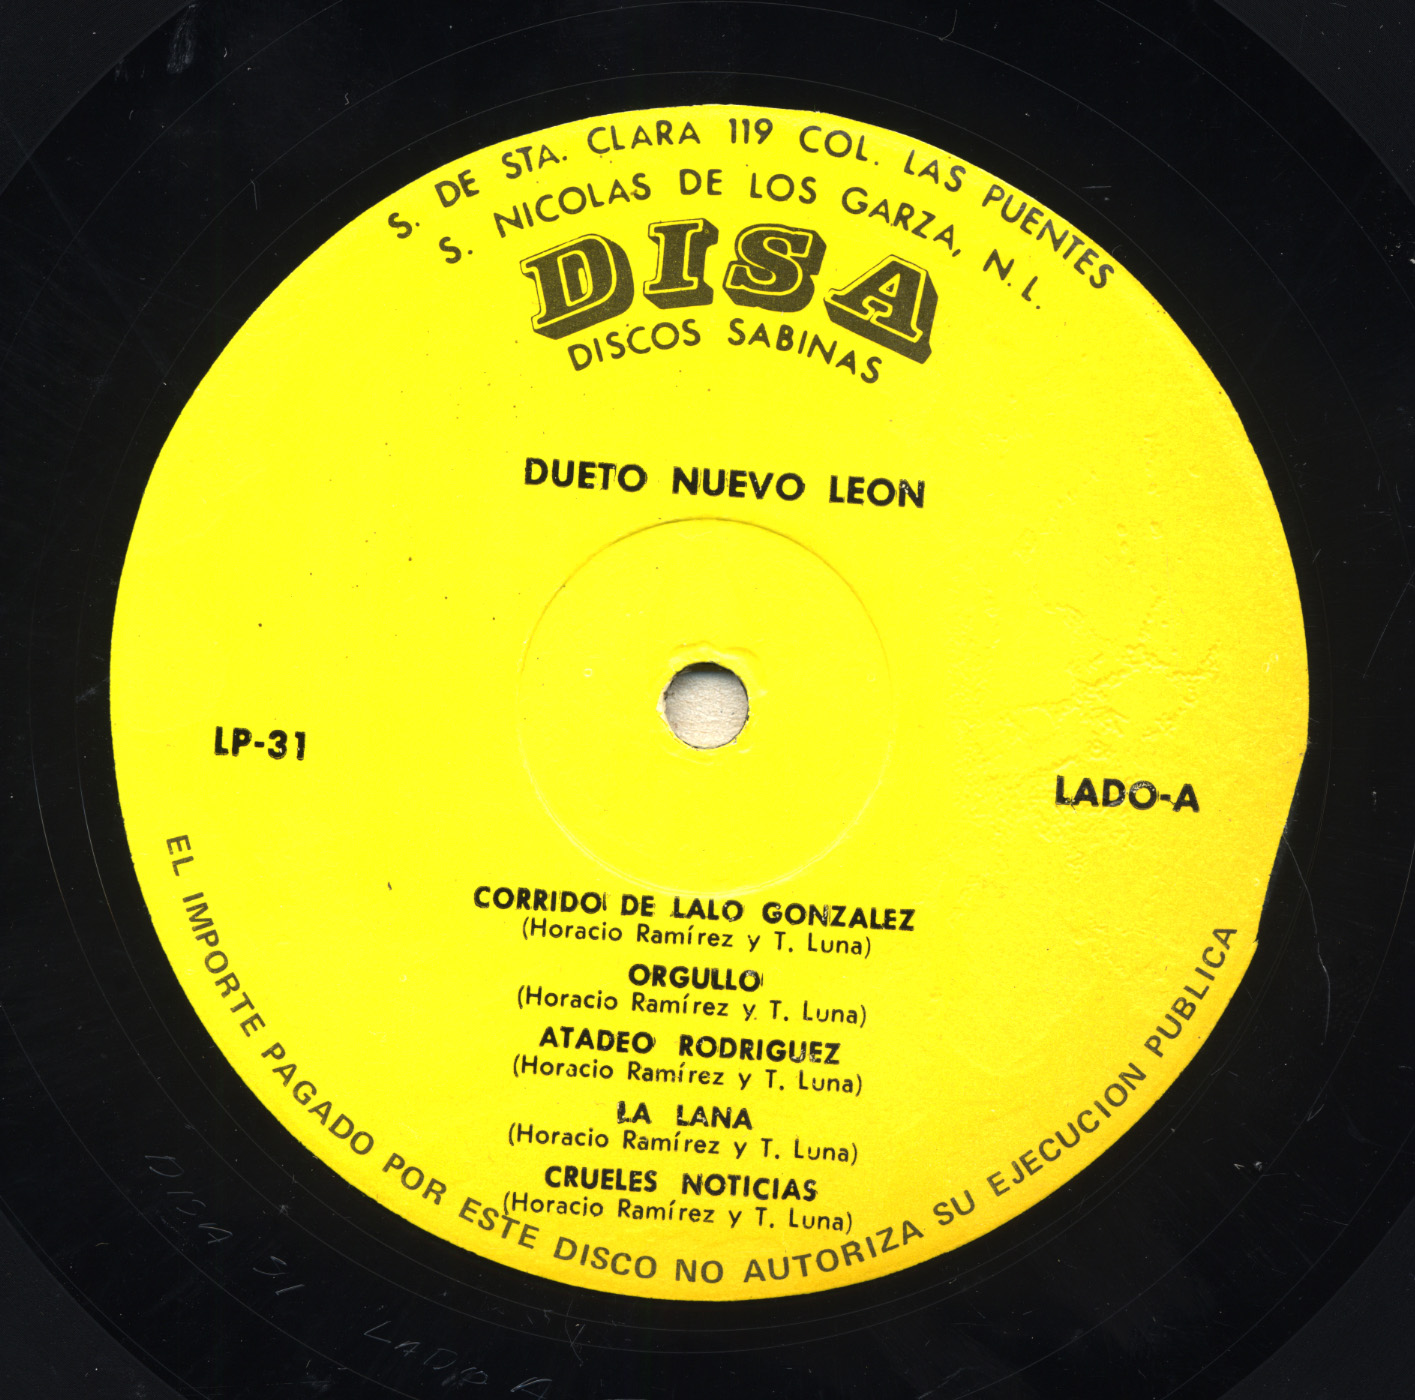 S. DE STA. CLARA 119 COL. LAS PUENTES
S. NICOLAS DE LOS GARZA, N. L.
DISA
DISCOS SABINAS
DUETO NUEVO LEON
LP-31
LADO-A
CORRIDO DE LALO GONZALEZ
(Horacio Ramírez y T. Luna)
ORGULLO
(Horacio Ramírez y T. Luna)
ATADEO RODRIGUEZ
(Horacio Ramírez y T. Luna)
LA LANA
(Horacio Ramírez y T. Luna)
CRUELES NOTICIAS
(Horacio Ramírez y T. Luna)
EL IMPORTE PAGADO POR ESTE DISCO NO AUTORIZA SU EJECUCION PUBLICA
DISA 31 LADO A